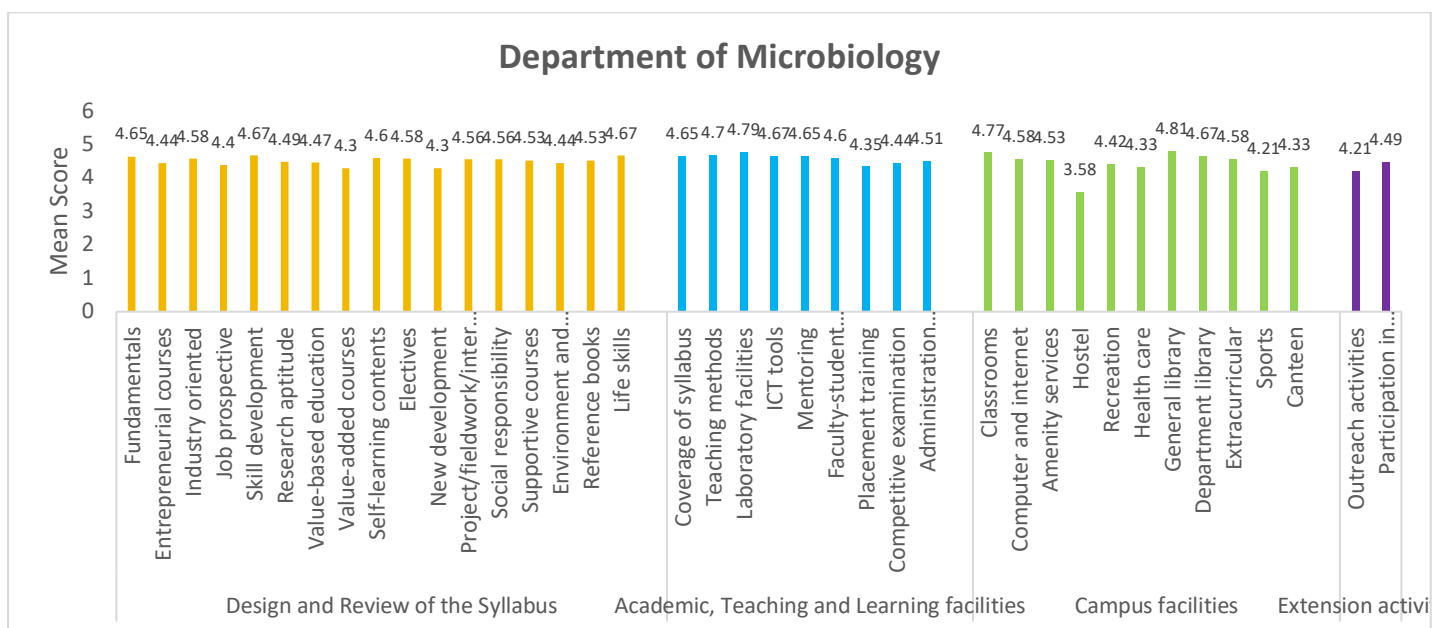 Department of Microbiology
Mean Score
6
5
4
3
2
1
0
4.65
4.44
4.58
4.4
4.67
4.49
4.47
4.3
4.6
4.58
4.3
4.56
4.56
4.53
4.44
4.53
4.67
4.65
4.7
4.79
4.67
4.65
4.6
4.35
4.44
4.51
4.77
4.58
4.53
3.58
4.42
4.33
4.81
4.67
4.58
4.21
4.33
4.21
4.49
Fundamentals
Entrepreneurial courses
Industry oriented
Job prospective
Skill development
Research aptitude
Value-based education
Value-added courses
Self-learning contents
Electives
New development
Project/fieldwork/inter…
Social responsibility
Supportive courses
Environment and…
Reference books
Life skills
Coverage of syllabus
Teaching methods
Laboratory facilities
ICT tools
Mentoring
Faculty-student…
Placement training
Competitive examination
Administration…
Classrooms
Computer and internet
Amenity services
Hostel
Recreation
Health care
General library
Department library
Extracurricular
Sports
Canteen
Outreach activities
Participation in…
Design and Review of the Syllabus
Academic, Teaching and Learning facilities
Campus facilities
Extension activi